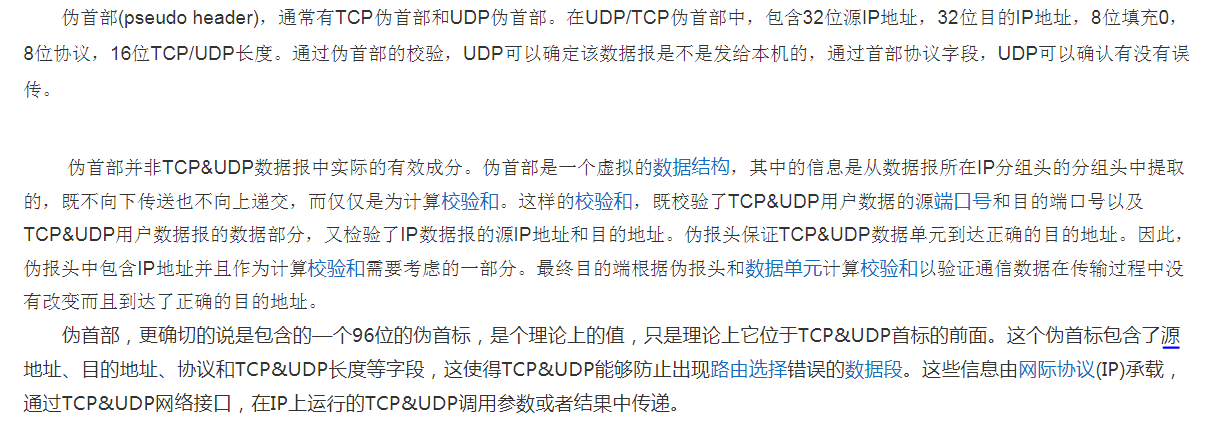 伪首部(pseudo header)，通常有TCP伪首部和UDP伪首部。在UDP/TCP伪首部中，包含32位源IP地址，32位目的IP地址，8位填充0，
8位协议，16位TCP/UDP长度。通过伪首部的校验，UDP可以确定该数据报是不是发给本机的，通过首部协议字段，UDP可以确认有没有误
传。
伪首部并非TCP&UDP数据报中实际的有效成分。伪首部是一个虚拟的数据结构，其中的信息是从数据报所在IP分组头的分组头中提取
的，既不向下传送也不向上递交，而仅仅是为计算校验和。这样的校验和，既校验了TCP&UDP用户数据的源端口号和目的端口号以及
TCP&UDP用户数据报的数据部分，又检验了IP数据报的源IP地址和目的地址。伪报头保证TCP&UDP数据单元到达正确的目的地址。因此，
伪报头中包含IP地址并且作为计算校验和需要考虑的一部分。最终目的端根据伪报头和数据单元计算校验和以验证通信数据在传输过程中没
有改变而且到达了正确的目的地址。
伪首部，更确切的说是包含的—个96位的伪首标，是个理论上的值，只是理论上它位于TCP&UDP首标的前面。这个伪首标包含了源
地址、目的地址、协议和TCP&UDP长度等字段，这使得TCP&UDP能够防止出现路由选择错误的数据段。这些信息由网际协议(IP)承载，
通过TCP&UDP网络接口，在IP上运行的TCP&UDP调用参数或者结果中传递。